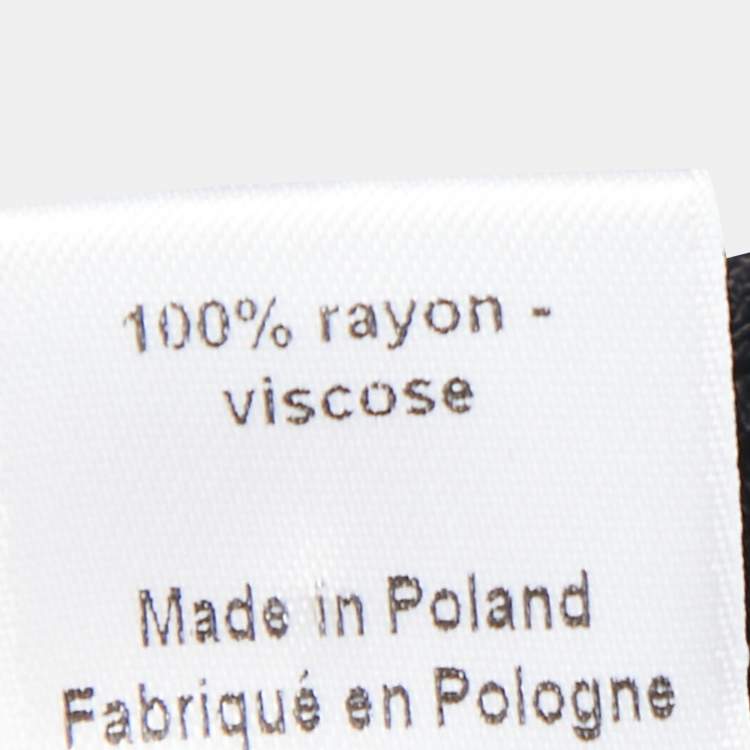 100% rayon -
viscose
Made in Poland
Fabriqué en Pologne